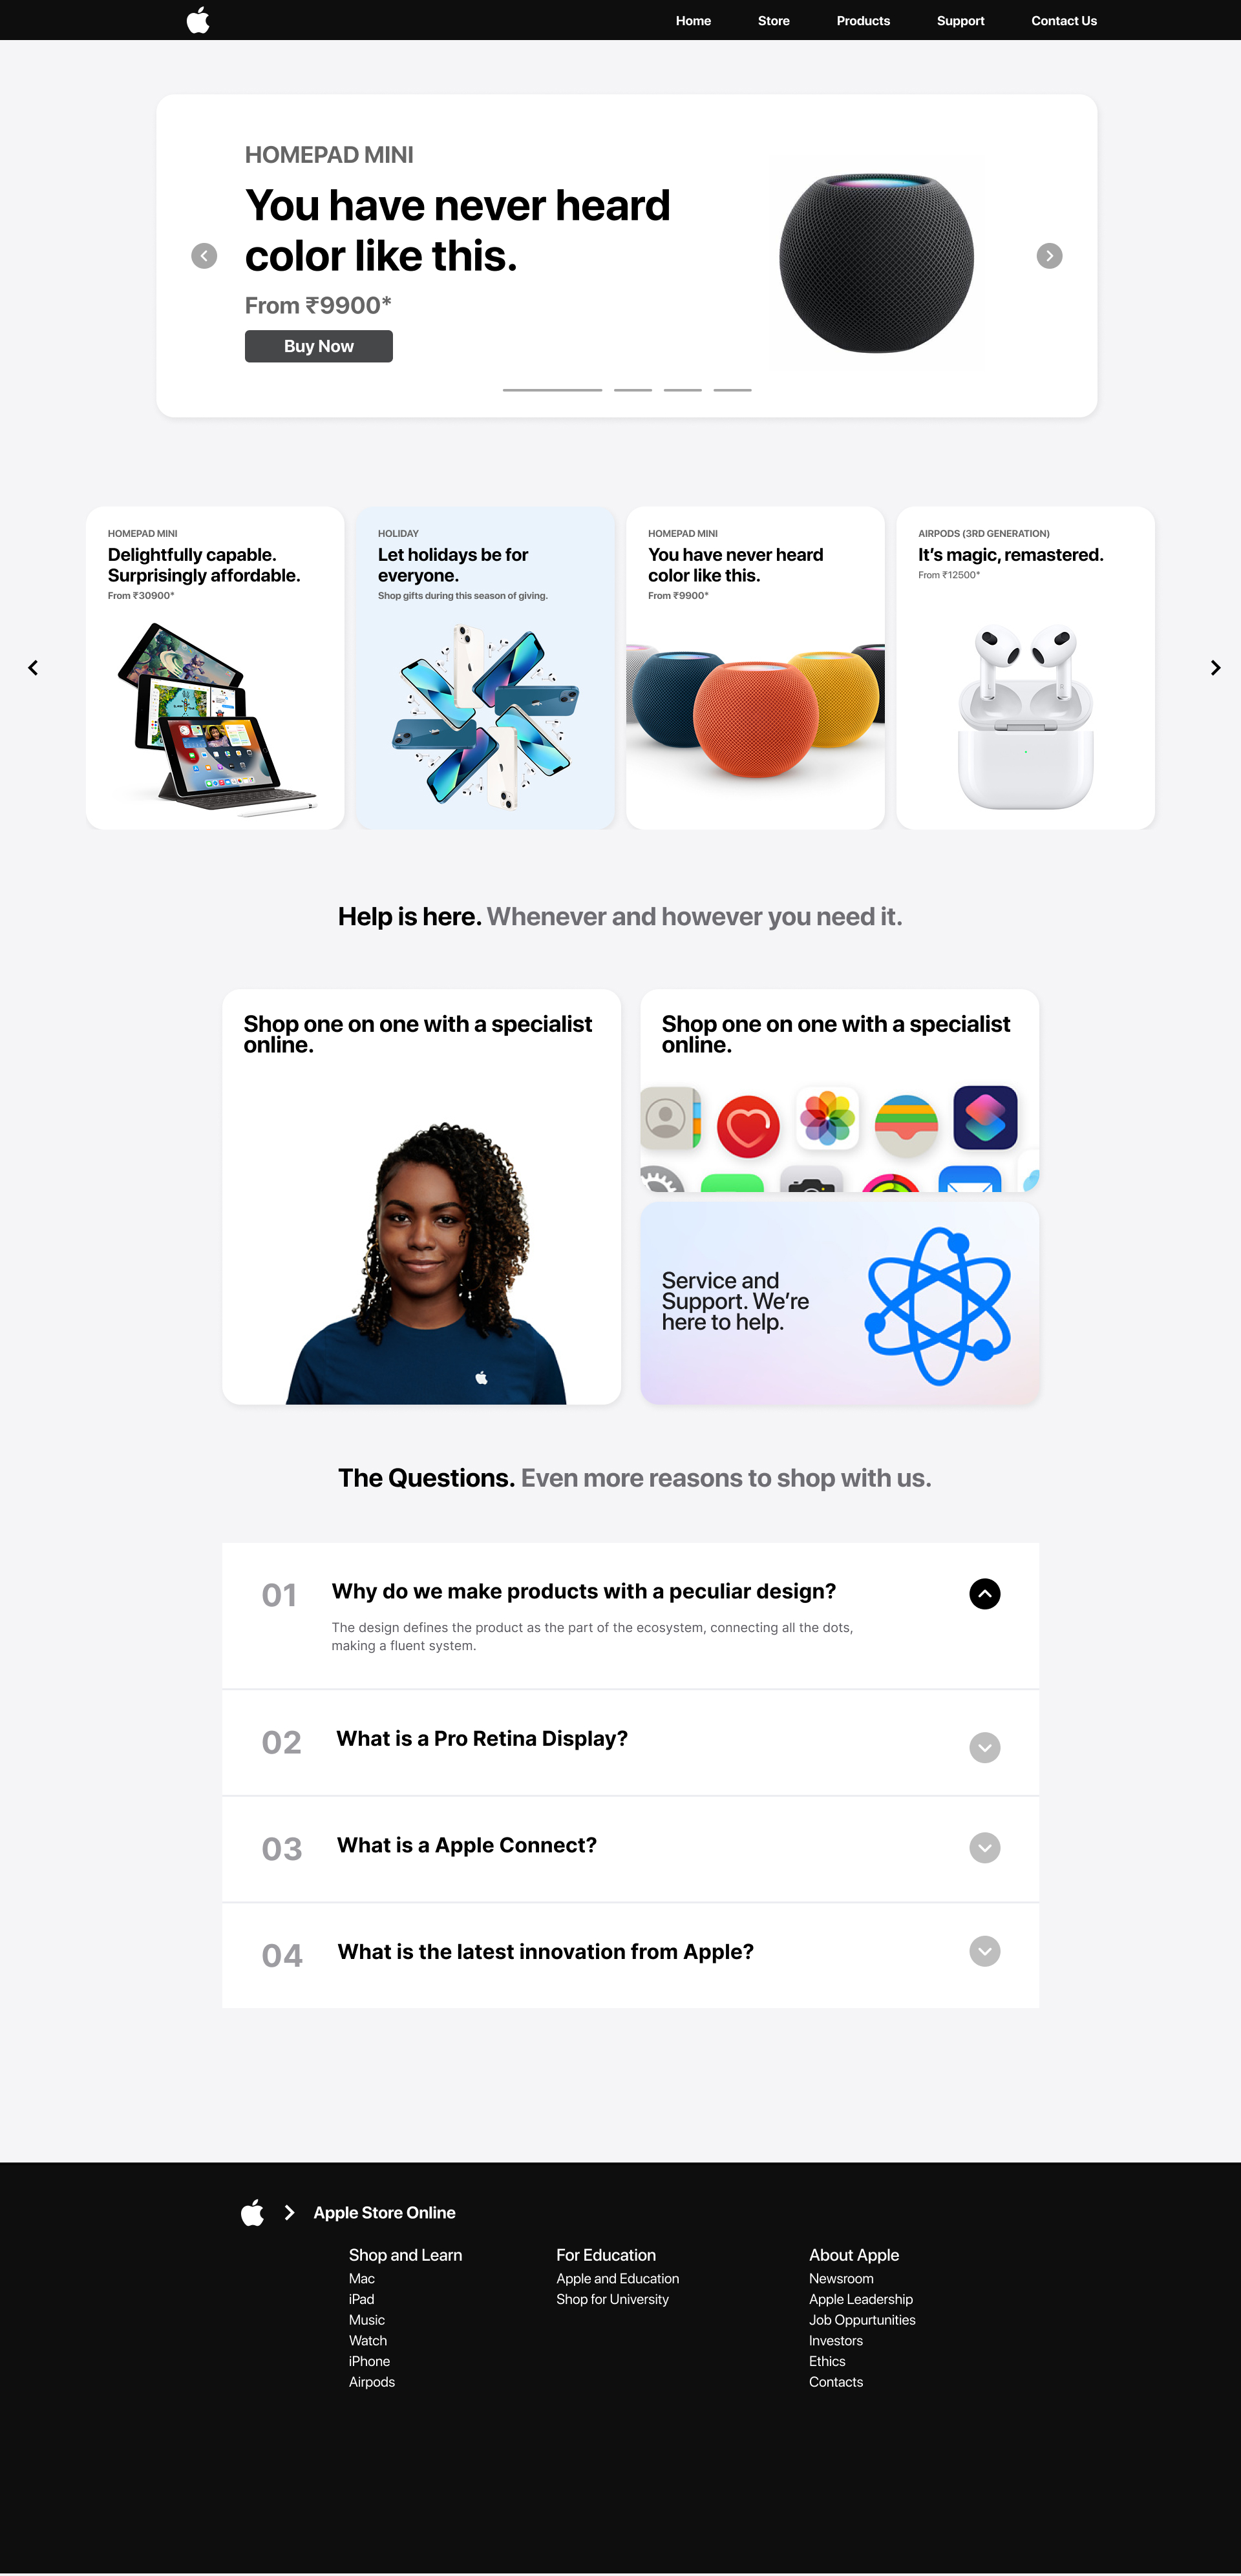 Home
Store
Products
Support
Contact Us
HOMEPAD MINI
You have never heard
color like this.
From ₹9900*
Buy Now
HOMEPAD MINI
Delightfully capable.
Surprisingly affordable.
From ₹30900*
HOLIDAY
Let holidays be for
everyone.
Shop gifts during this season of giving.
HOMEPAD MINI
You have never heard
color like this.
From ₹9900*
AIRPODS (3RD GENERATION)
It's magic, remastered.
From ₹12500*
Help is here. Whenever and however you need it.
Shop one on one with a specialist
online.
Shop one on one with a specialist
online.
Service and
Support. We're
here to help.
The Questions. Even more reasons to shop with us.
01
Why do we make products with a peculiar design?
The design defines the product as the part of the ecosystem, connecting all the dots,
making a fluent system.
02
What is a Pro Retina Display?
03
What is a Apple Connect?
04
What is the latest innovation from Apple?
Apple Store Online
Shop and Learn
Mac
iPad
Music
Watch
iPhone
Airpods
For Education
Apple and Education
Shop for University
About Apple
Newsroom
Apple Leadership
Job Oppurtunities
Investors
Ethics
Contacts